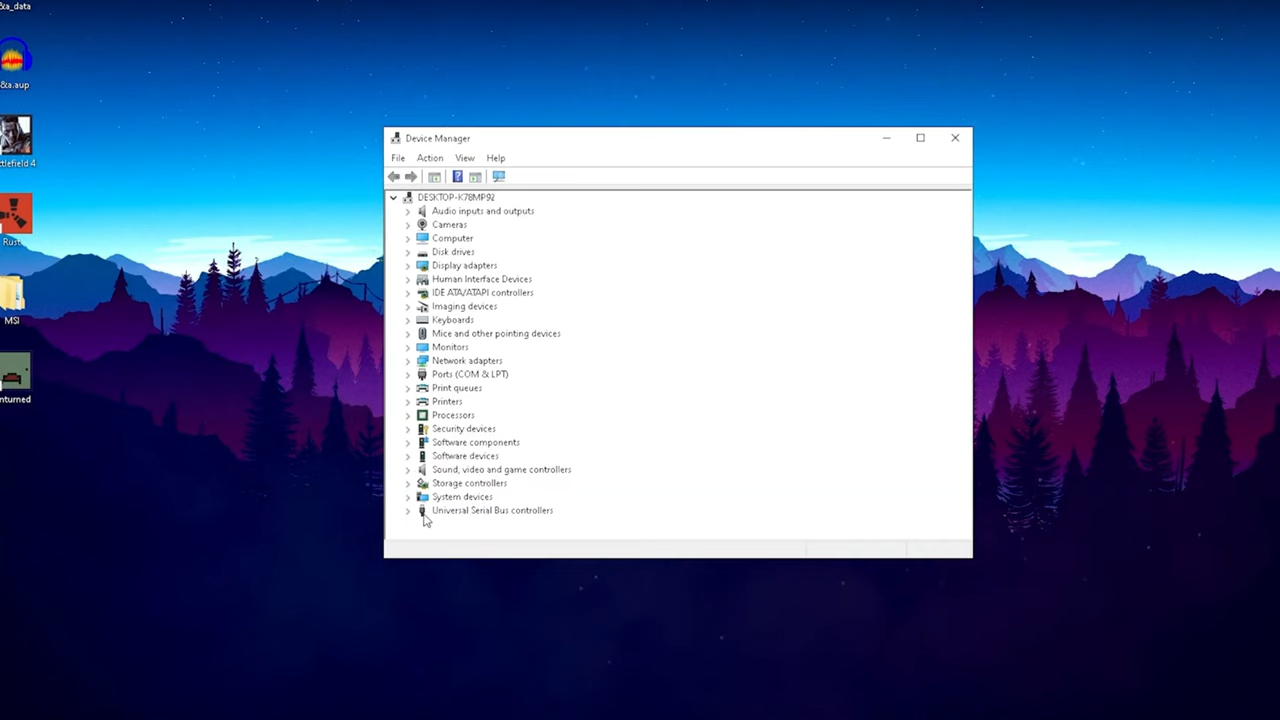 &a_data
&a.aup
ttlefield 4
Rust
MSI
nturned
Device Manager
File Action View Help
DESKTOP-K78MP92
Audio inputs and outputs
Cameras
Computer
Disk drives
Display adapters
Human Interface Devices
IDE ATA/ATAPI controllers
Imaging devices
Keyboards
Mice and other pointing devices
Monitors
Network adapters
Ports (COM & LPT)
Print queues
Printers
Processors
Security devices
Software components
Software devices
Sound, video and game controllers
Storage controllers
System devices
Universal Serial Bus controllers